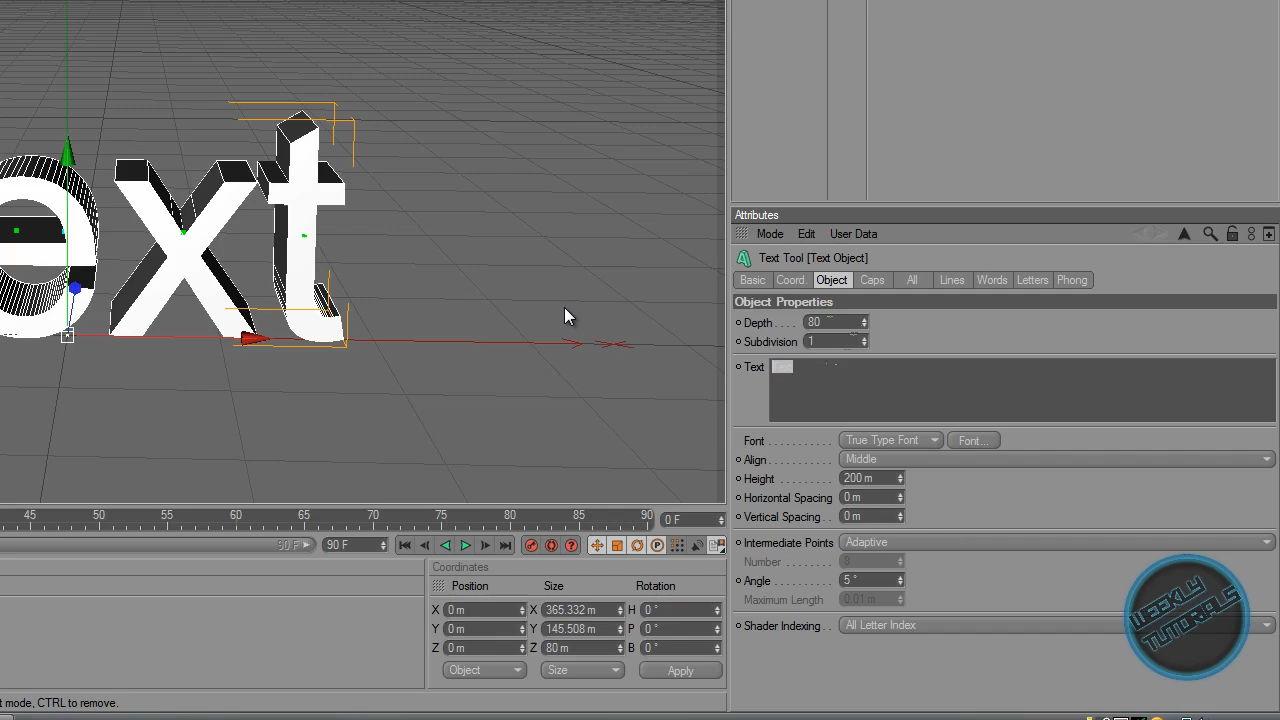 ext
Attributes
Mode Edit User Data
Text Tool [Text Object]
Basic Coord. Object Caps All Lines Words Letters Phong
Object Properties
Depth . . . . 80
Subdivision 1
Text
Font . . . . . . . . . . . True Type Font Font...
Align . . . . . . . . . . . Middle
Height . . . . . . . . . . 200 m
Horizontal Spacing 0 m
Vertical Spacing . . 0 m
Intermediate Points Adaptive
Number . . . . . . . . . 8
Angle . . . . . . . . . . 5 °
Maximum Length 0.01 m
Shader Indexing . . All Letter Index
45 50 55 60 65 70 75 80 85 90 0 F
90 F 90 F
Coordinates
Position Size Rotation
X 0 m X 365.332 m H 0 °
Y 0 m Y 145.508 m P 0 °
Z 0 m Z 80 m B 0 °
Object Size Apply
t mode, CTRL to remove.
WEEKLY
TUTORIALS